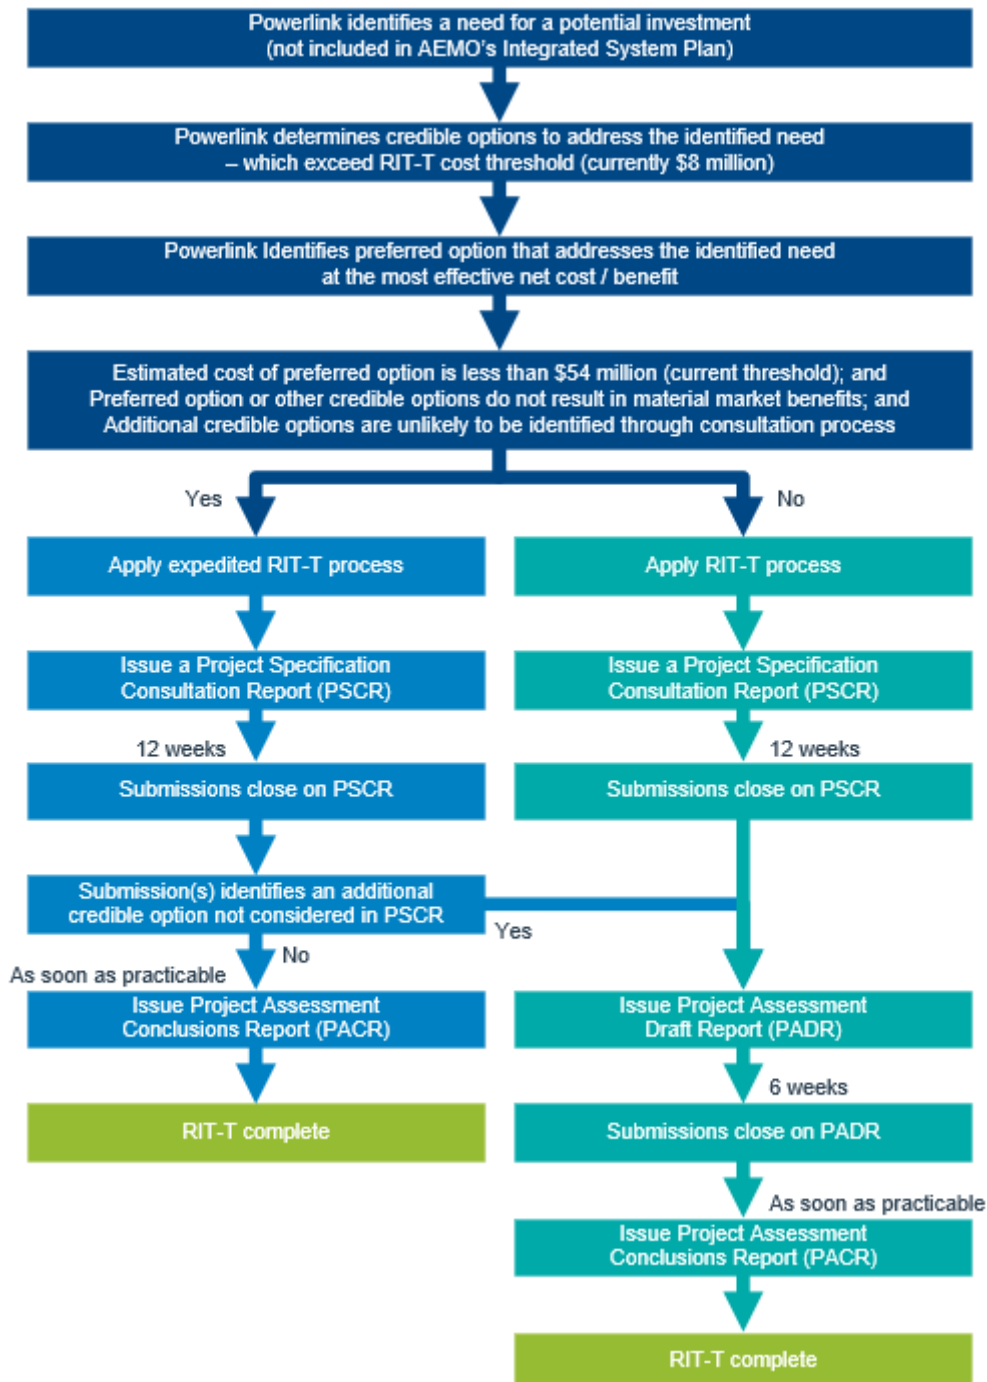 Powerlink identifies a need for a potential investment
(not included in AEMO's Integrated System Plan)
Powerlink determines credible options to address the identified need
– which exceed RIT-T cost threshold (currently $8 million)
Powerlink Identifies preferred option that addresses the identified need
at the most effective net cost / benefit
Estimated cost of preferred option is less than $54 million (current threshold); and
Preferred option or other credible options do not result in material market benefits; and
Additional credible options are unlikely to be identified through consultation process
Yes
No
Apply expedited RIT-T process
Apply RIT-T process
Issue a Project Specification
Consultation Report (PSCR)
Issue a Project Specification
Consultation Report (PSCR)
12 weeks
12 weeks
Submissions close on PSCR
Submissions close on PSCR
Submission(s) identifies an additional
credible option not considered in PSCR
Yes
No
As soon as practicable
Issue Project Assessment
Conclusions Report (PACR)
Issue Project Assessment
Draft Report (PADR)
6 weeks
RIT-T complete
Submissions close on PADR
As soon as practicable
Issue Project Assessment
Conclusions Report (PACR)
RIT-T complete